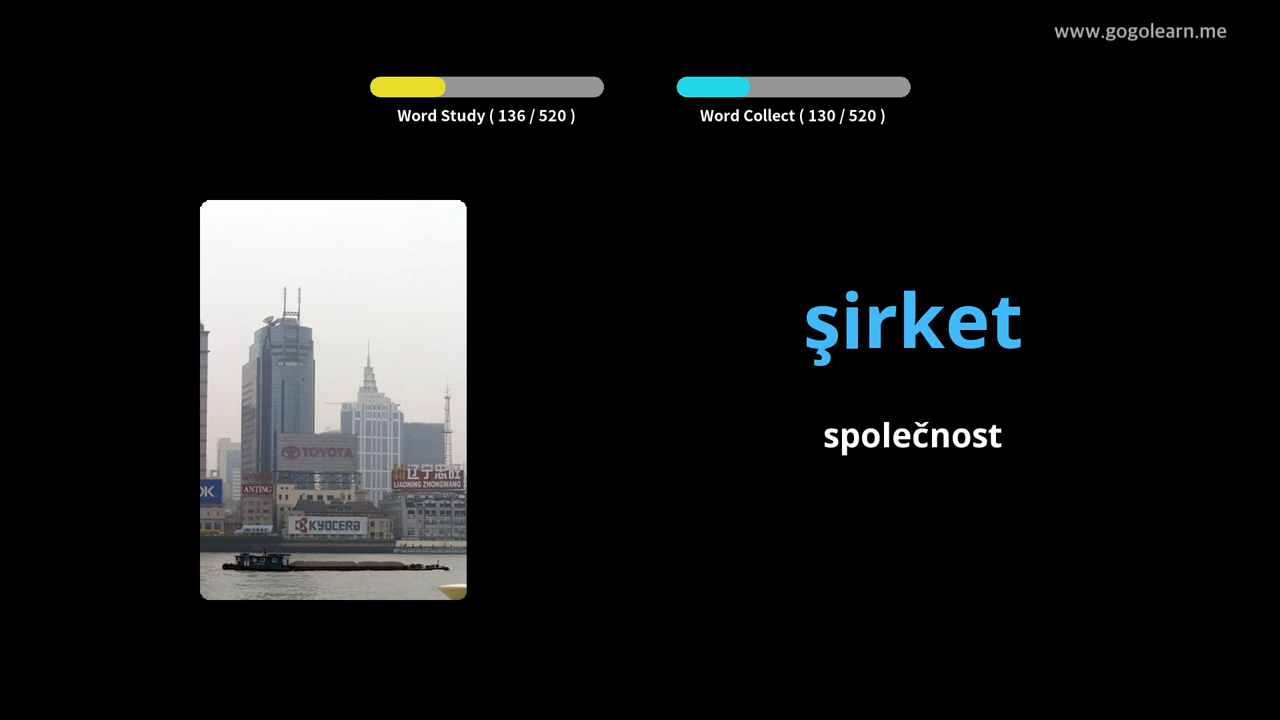 www.gogolearn.me
Word Study ( 136 / 520 )
Word Collect ( 130 / 520 )
şirket
společnost
TOYOTA
辽宁忠旺
LIAONING ZHONGWANG
ANTING
KYOCERA